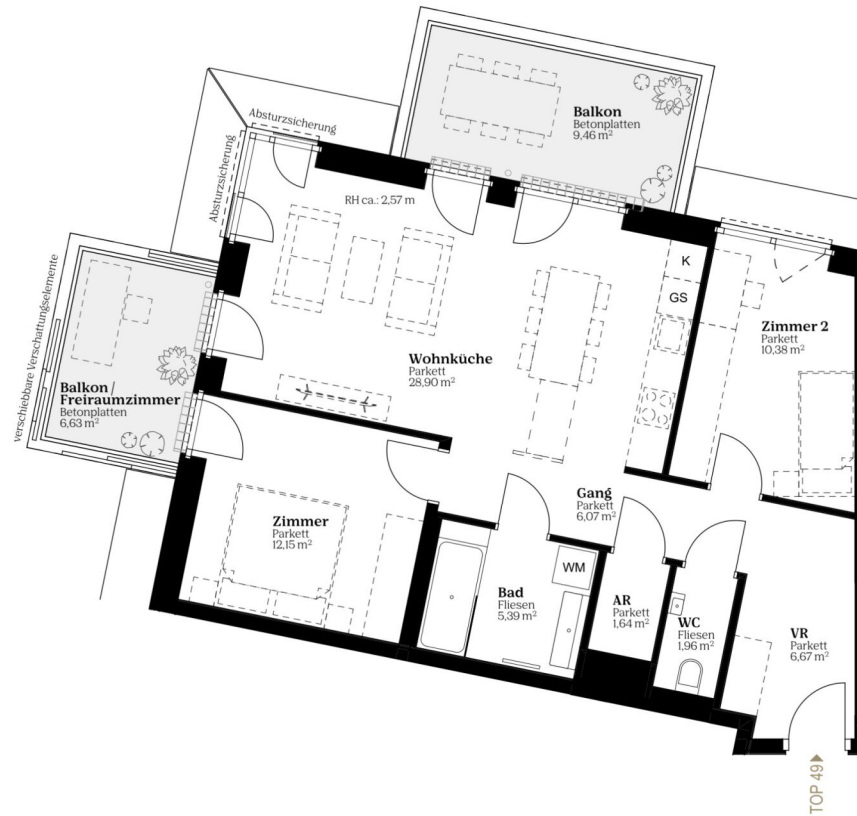 Balkon
Betonplatten
9,46 m²
Absturzsicherung
Absturzsicherung
RH ca.: 2,57 m
K
GS
Zimmer 2
Parkett
10,38 m²
Wohnküche
Parkett
28,90 m²
verschiebbare Verschattungselemente
Balkon /
Freiraumzimmer
Betonplatten
6,63 m²
Zimmer
Parkett
12,15 m²
Gang
Parkett
6,07 m²
Bad
Fliesen
5,39 m²
WM
AR
Parkett
1,64 m²
WC
Fliesen
1,96 m²
VR
Parkett
6,67 m²
TOP 49